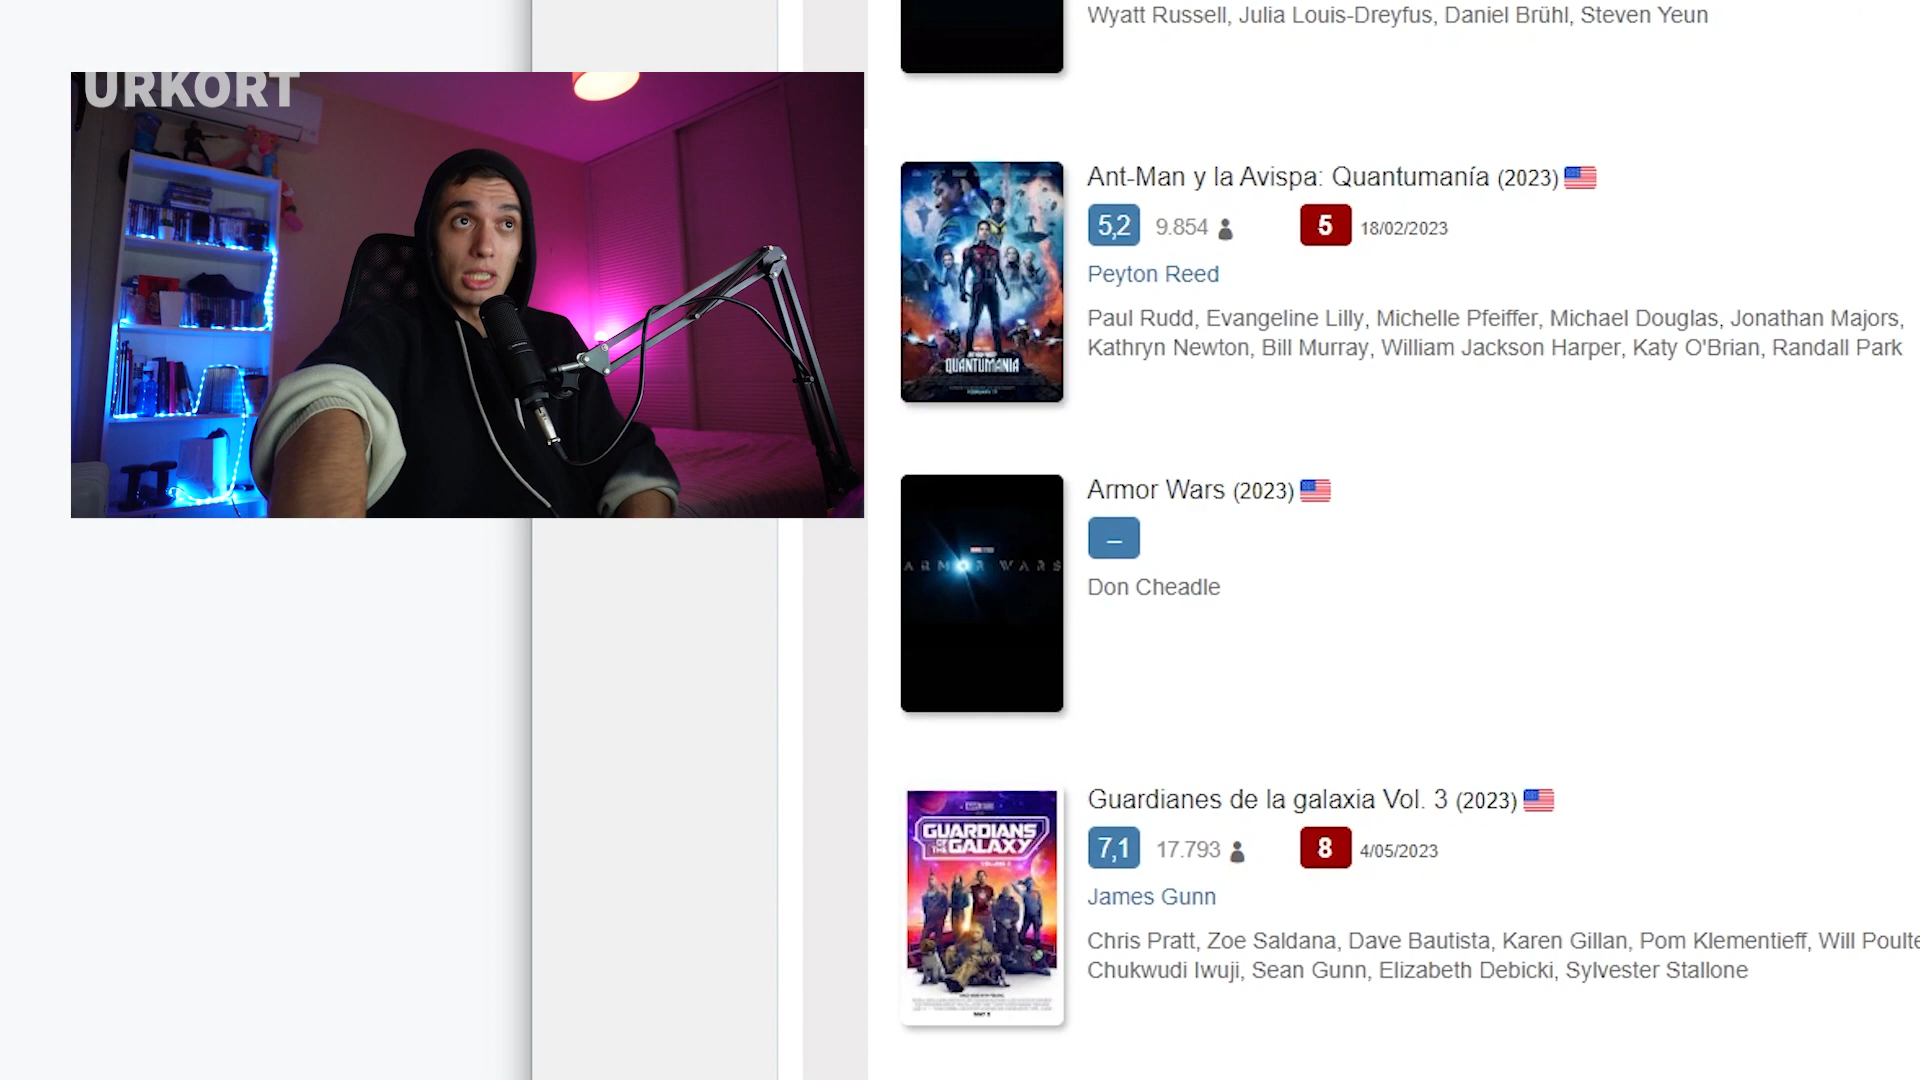 Wyatt Russell, Julia Louis-Dreyfus, Daniel Brühl, Steven Yeun
URKORT
Ant-Man y la Avispa: Quantumanía (2023)
5,2 9.854 5 18/02/2023
Peyton Reed
Paul Rudd, Evangeline Lilly, Michelle Pfeiffer, Michael Douglas, Jonathan Majors,
Kathryn Newton, Bill Murray, William Jackson Harper, Katy O'Brian, Randall Park
QUANTUMANIA
Armor Wars (2023)
–
Don Cheadle
ARMOR WARS
Guardianes de la galaxia Vol. 3 (2023)
7,1 17.793 8 4/05/2023
James Gunn
Chris Pratt, Zoe Saldana, Dave Bautista, Karen Gillan, Pom Klementieff, Will Poulte
Chukwudi Iwuji, Sean Gunn, Elizabeth Debicki, Sylvester Stallone
GUARDIANS
OF THE GALAXY